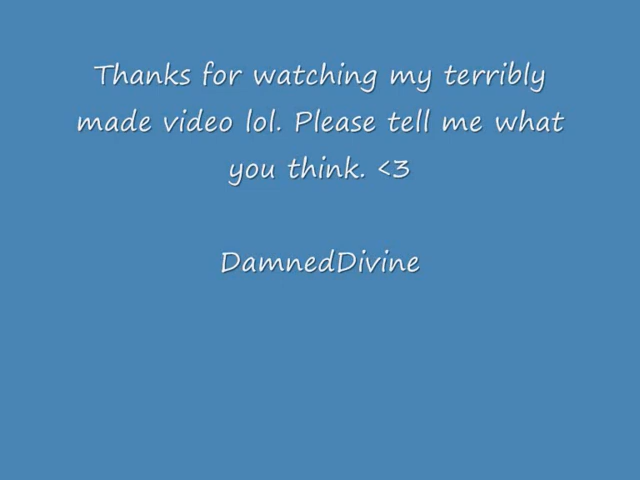 Thanks for watching my terribly
made video lol. Please tell me what
you think. <3
DamnedDivine